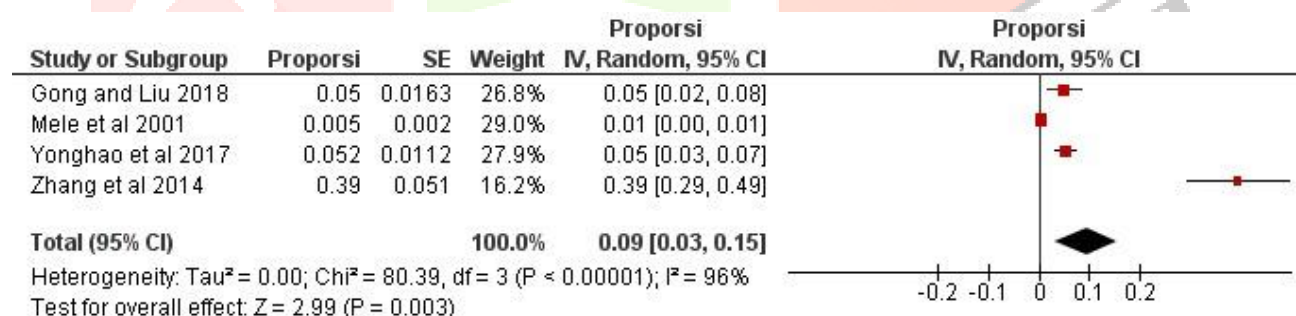 Proporsi Proporsi
Study or Subgroup Proporsi SE Weight IV, Random, 95% CI IV, Random, 95% CI
Gong and Liu 2018 0.05 0.0163 26.8% 0.05 [0.02, 0.08]
Mele et al 2001 0.005 0.002 29.0% 0.01 [0.00, 0.01]
Yonghao et al 2017 0.052 0.0112 27.9% 0.05 [0.03, 0.07]
Zhang et al 2014 0.39 0.051 16.2% 0.39 [0.29, 0.49]
Total (95% CI) 100.0% 0.09 [0.03, 0.15]
Heterogeneity: Tau² = 0.00; Chi² = 80.39, df = 3 (P < 0.00001); I² = 96%
-0.2 -0.1 0 0.1 0.2
Test for overall effect: Z = 2.99 (P = 0.003)